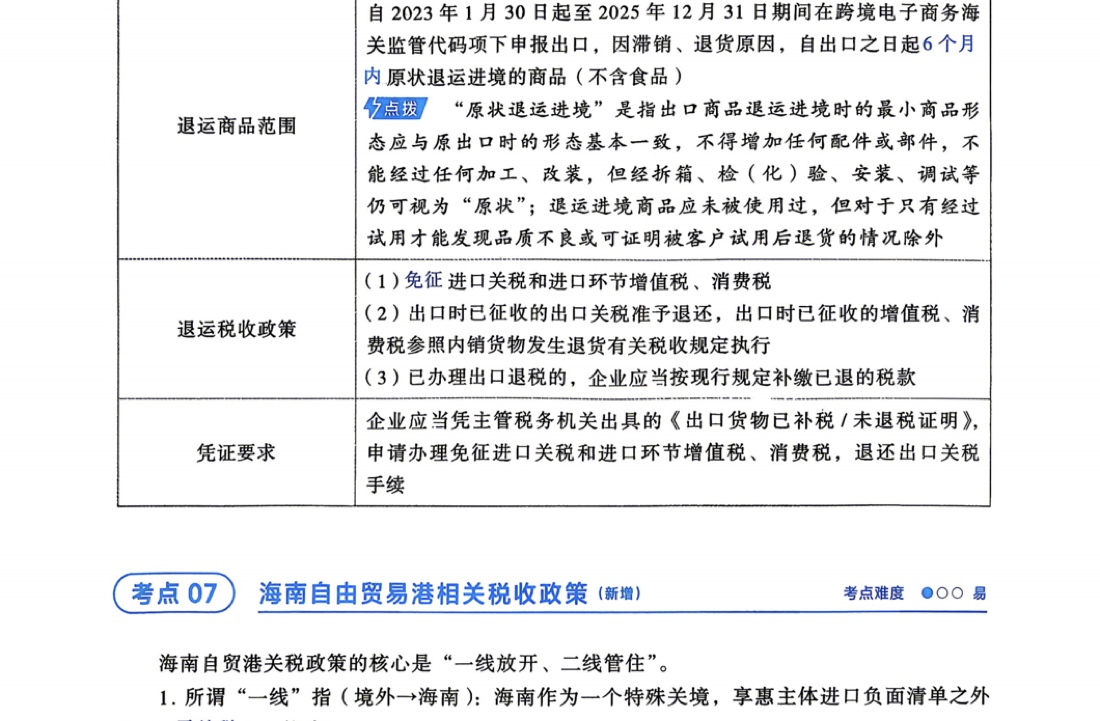 自 2023 年 1 月 30 日起至 2025 年 12 月 31 日期间在跨境电子商务海
关监管代码项下申报出口，因滞销、退货原因，自出口之日起6 个月
内原状退运进境的商品（不含食品）
点拨 “原状退运进境”是指出口商品退运进境时的最小商品形
退运商品范围
态应与原出口时的形态基本一致，不得增加任何配件或部件，不
能经过任何加工、改装，但经拆箱、检（化）验、安装、调试等
仍可视为“原状”；退运进境商品应未被使用过，但对于只有经过
试用才能发现品质不良或可证明被客户试用后退货的情况除外
（1）免征进口关税和进口环节增值税、消费税
（2）出口时已征收的出口关税准予退还，出口时已征收的增值税、消
退运税收政策
费税参照内销货物发生退货有关税收规定执行
（3）已办理出口退税的，企业应当按现行规定补缴已退的税款
企业应当凭主管税务机关出具的《出口货物已补税 / 未退税证明》，
凭证要求
申请办理免征进口关税和进口环节增值税、消费税，退还出口关税
手续
考点 07 海南自由贸易港相关税收政策（新增） 考点难度 易
海南自贸港关税政策的核心是“一线放开、二线管住”。
1. 所谓“一线”指（境外→海南）：海南作为一个特殊关境，享惠主体进口负面清单之外